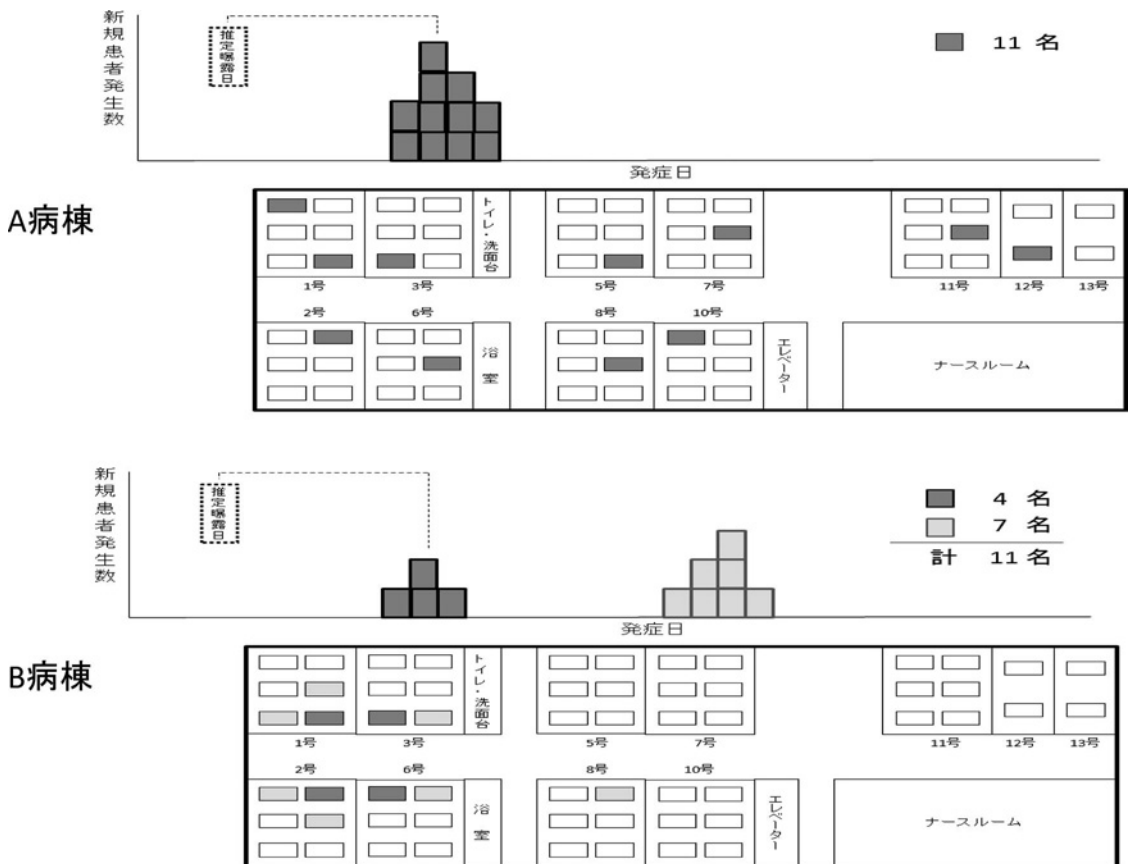 新規患者発生数
推定曝露日
11 名
発症日
A病棟
トイレ・洗面台
1号 3号 5号 7号 11号 12号 13号
2号 6号 8号 10号
浴室
エレベーター
ナースルーム
新規患者発生数
推定曝露日
4 名
7 名
計 11 名
発症日
B病棟
トイレ・洗面台
1号 3号 5号 7号 11号 12号 13号
2号 6号 8号 10号
浴室
エレベーター
ナースルーム